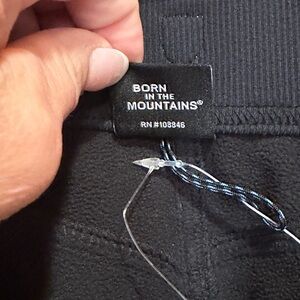 BORN
IN THE
MOUNTAINS®
RN #108846